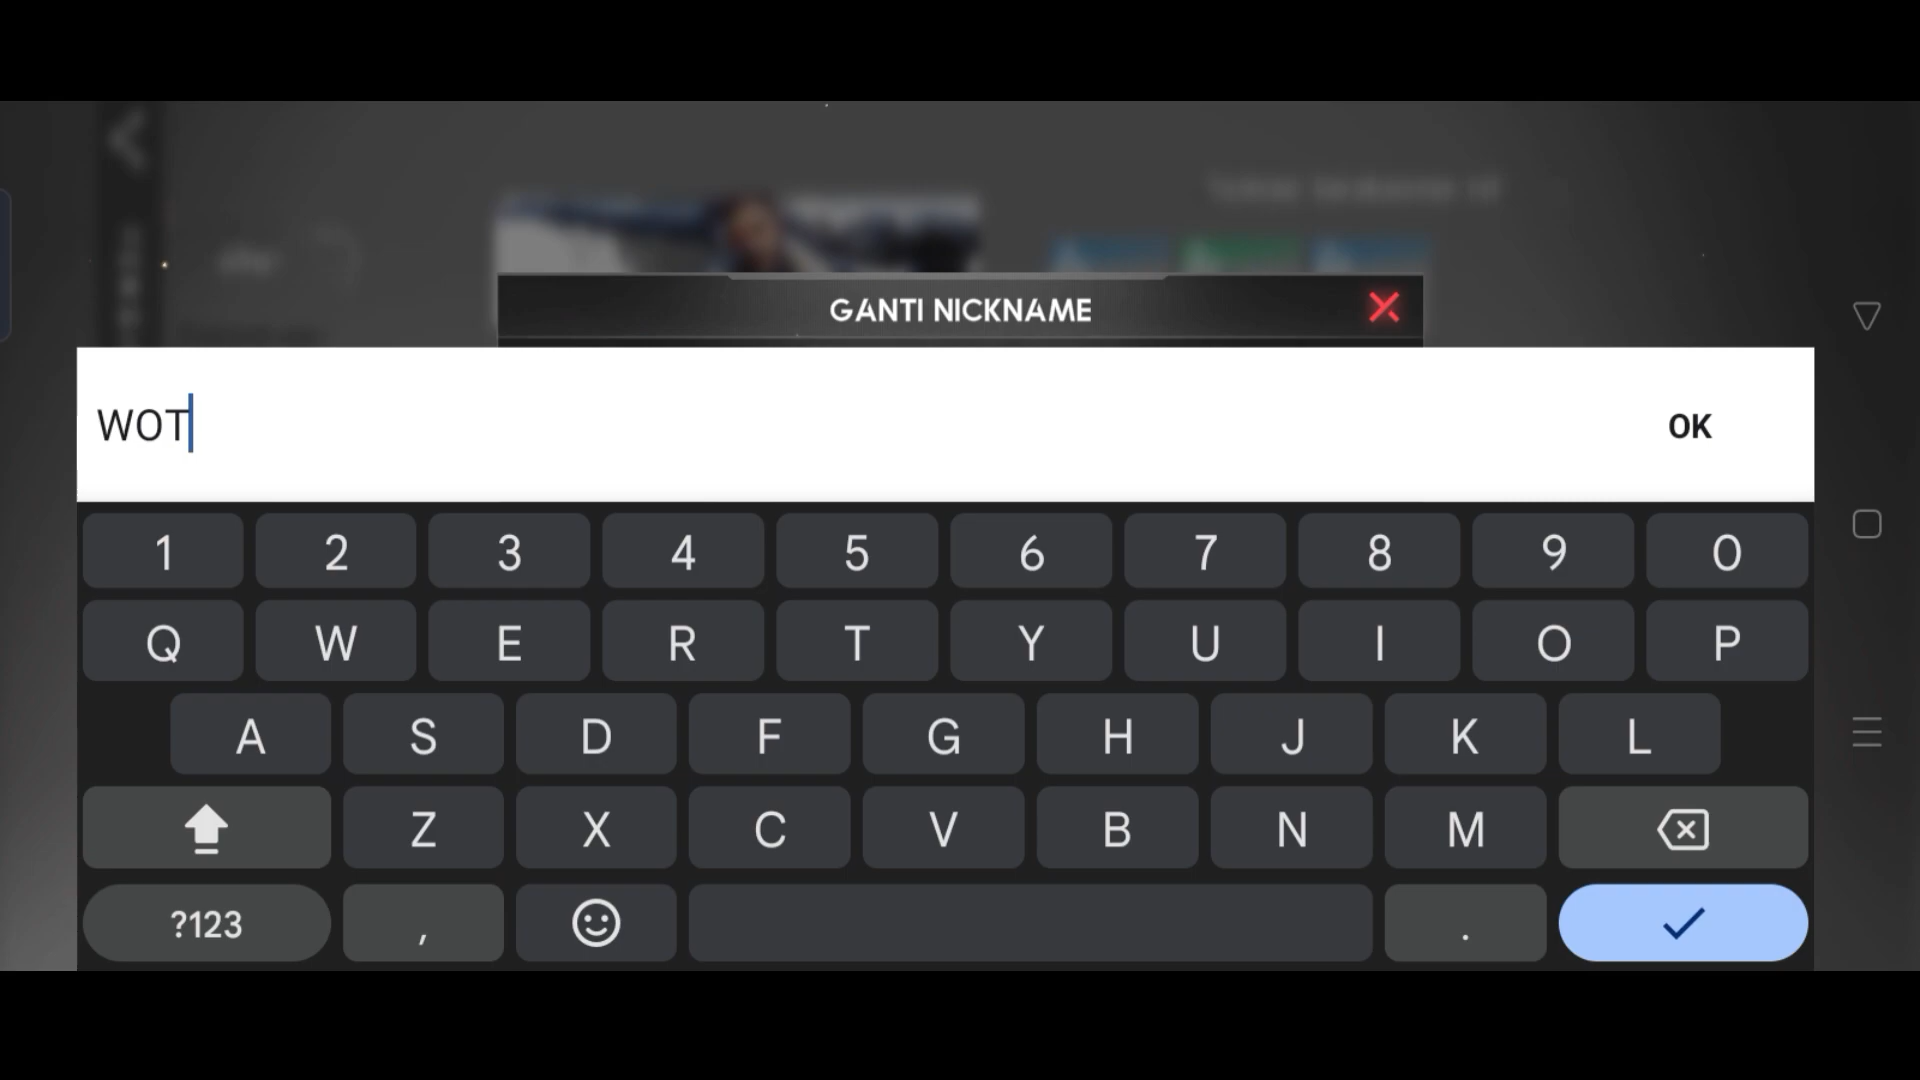 GANTI NICKNAME
WOT
OK
1 2 3 4 5 6 7 8 9 0
Q W E R T Y U I O P
A S D F G H J K L
Z X C V B N M
?123 , .